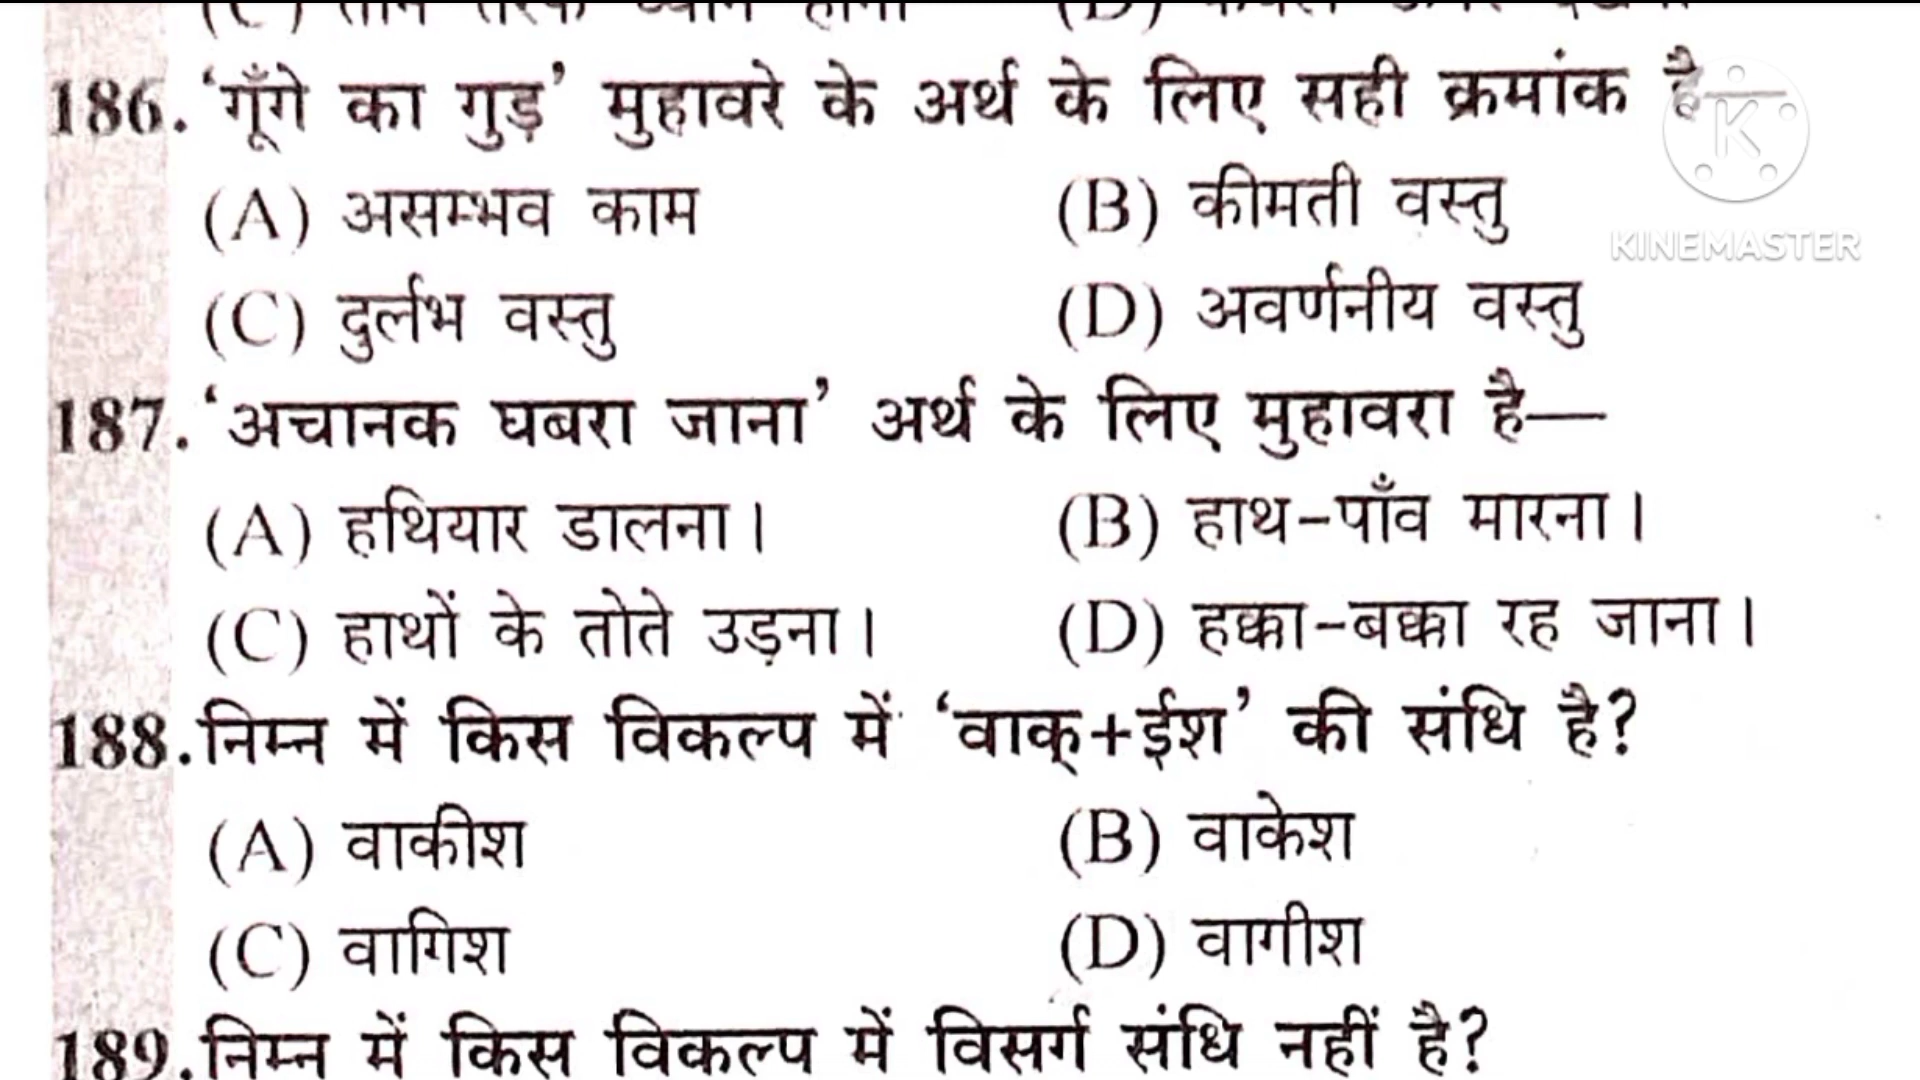 186. ‘गूँगे का गुड़’ मुहावरे के अर्थ के लिए सही क्रमांक है—
(A) असम्भव काम (B) कीमती वस्तु
(C) दुर्लभ वस्तु (D) अवर्णनीय वस्तु
187. ‘अचानक घबरा जाना’ अर्थ के लिए मुहावरा है—
(A) हथियार डालना। (B) हाथ-पाँव मारना।
(C) हाथों के तोते उड़ना। (D) हक्का-बक्का रह जाना।
188. निम्न में किस विकल्प में ‘वाक्+ईश’ की संधि है?
(A) वाकीश (B) वाकेश
(C) वागिश (D) वागीश
189. निम्न में किस विकल्प में विसर्ग संधि नहीं है?
KINEMASTER